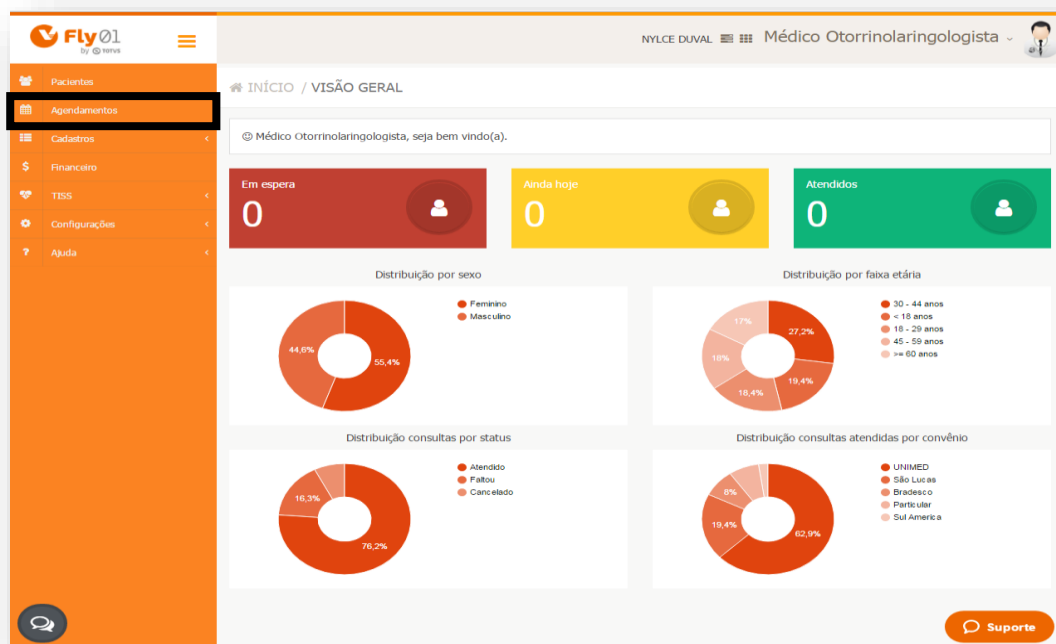 Fly01
by TOTVS
NYLCE DUVAL Médico Otorrinolaringologista
Pacientes
Agendamentos
Cadastros
Financeiro
TISS
Configurações
Ajuda
INÍCIO / VISÃO GERAL
Médico Otorrinolaringologista, seja bem vindo(a).
Em espera
0
Ainda hoje
0
Atendidos
0
Distribuição por sexo
Feminino
Masculino
44,6%
55,4%
Distribuição por faixa etária
30 - 44 anos
< 18 anos
18 - 29 anos
45 - 59 anos
>= 60 anos
17%
27,2%
18%
19,4%
18,4%
Distribuição consultas por status
Atendido
Faltou
Cancelado
16,3%
76,2%
Distribuição consultas atendidas por convênio
UNIMED
São Lucas
Bradesco
Particular
Sul America
8%
19,4%
62,9%
Suporte